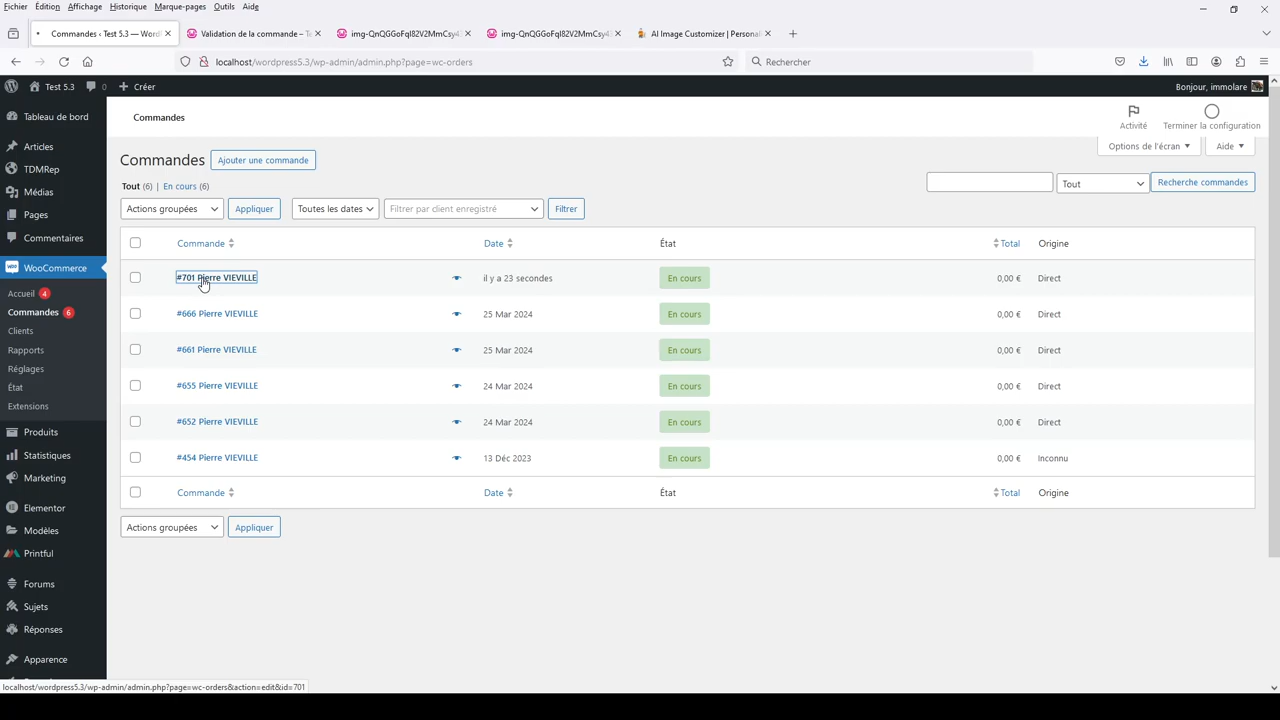 Fichier Édition Affichage Historique Marque-pages Outils Aide
Commandes ‹ Test 5.3 — Word
Validation de la commande – Te
img-QnQGGoFqI82V2MmCsy4
img-QnQGGoFqI82V2MmCsy
AI Image Customizer | Personal
localhost/wordpress5.3/wp-admin/admin.php?page=wc-orders
Rechercher
Test 5.3 0 Créer
Bonjour, immolare
Tableau de bord
Articles
TDMRep
Médias
Pages
Commentaires
WooCommerce
Accueil 4
Commandes 6
Clients
Rapports
Réglages
État
Extensions
Produits
Statistiques
Marketing
Elementor
Modèles
Printful
Forums
Sujets
Réponses
Apparence
Commandes
Activité
Terminer la configuration
Options de l'écran Aide
Commandes Ajouter une commande
Tout (6) | En cours (6)
Tout Recherche commandes
Actions groupées Appliquer Toutes les dates Filtrer par client enregistré Filtrer
Commande Date État Total Origine
#701 Pierre VIEVILLE il y a 23 secondes En cours 0,00 € Direct
#666 Pierre VIEVILLE 25 Mar 2024 En cours 0,00 € Direct
#661 Pierre VIEVILLE 25 Mar 2024 En cours 0,00 € Direct
#655 Pierre VIEVILLE 24 Mar 2024 En cours 0,00 € Direct
#652 Pierre VIEVILLE 24 Mar 2024 En cours 0,00 € Direct
#454 Pierre VIEVILLE 13 Déc 2023 En cours 0,00 € Inconnu
Commande Date État Total Origine
Actions groupées Appliquer
localhost/wordpress5.3/wp-admin/admin.php?page=wc-orders&action=edit&id=701